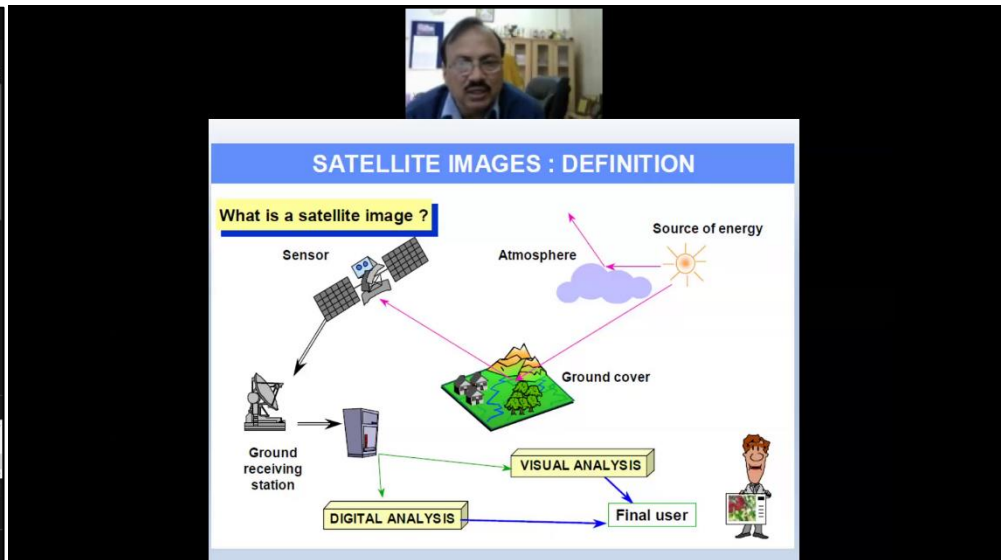 SATELLITE IMAGES : DEFINITION
What is a satellite image ?
Sensor
Atmosphere
Source of energy
Ground cover
Ground
receiving
station
VISUAL ANALYSIS
DIGITAL ANALYSIS
Final user